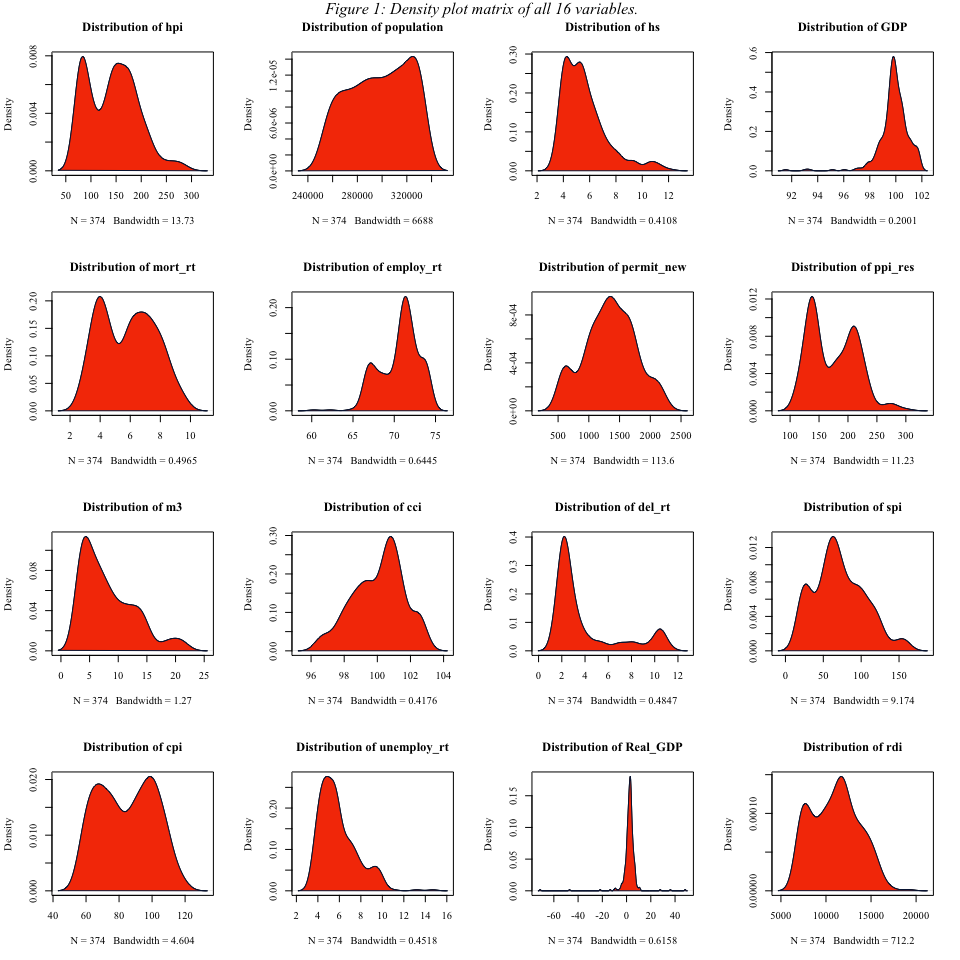 Figure 1: Density plot matrix of all 16 variables.
Distribution of hpi Distribution of population Distribution of hs Distribution of GDP
Density Density Density Density
0.000 0.004 0.008
0.0e+00 6.0e-06 1.2e-05
0.00 0.10 0.20 0.30
0.0 0.2 0.4 0.6
50 100 150 200 250 300 240000 280000 320000 2 4 6 8 10 12 92 94 96 98 100 102
N = 374 Bandwidth = 13.73 N = 374 Bandwidth = 6688 N = 374 Bandwidth = 0.4108 N = 374 Bandwidth = 0.2001
Distribution of mort_rt Distribution of employ_rt Distribution of permit_new Distribution of ppi_res
Density Density Density Density
0.00 0.05 0.10 0.15 0.20
0.00 0.10 0.20
0e+00 4e-04 8e-04
0.000 0.004 0.008 0.012
2 4 6 8 10 60 65 70 75 500 1000 1500 2000 2500 100 150 200 250 300
N = 374 Bandwidth = 0.4965 N = 374 Bandwidth = 0.6445 N = 374 Bandwidth = 113.6 N = 374 Bandwidth = 11.23
Distribution of m3 Distribution of cci Distribution of del_rt Distribution of spi
Density Density Density Density
0.00 0.04 0.08
0.00 0.10 0.20 0.30
0.0 0.1 0.2 0.3 0.4
0.000 0.004 0.008 0.012
0 5 10 15 20 25 96 98 100 102 104 0 2 4 6 8 10 12 0 50 100 150
N = 374 Bandwidth = 1.27 N = 374 Bandwidth = 0.4176 N = 374 Bandwidth = 0.4847 N = 374 Bandwidth = 9.174
Distribution of cpi Distribution of unemploy_rt Distribution of Real_GDP Distribution of rdi
Density Density Density Density
0.000 0.010 0.020
0.00 0.10 0.20
0.00 0.05 0.10 0.15
0.00000 0.00010
40 60 80 100 120 2 4 6 8 10 12 14 16 -60 -40 -20 0 20 40 5000 10000 15000 20000
N = 374 Bandwidth = 4.604 N = 374 Bandwidth = 0.4518 N = 374 Bandwidth = 0.6158 N = 374 Bandwidth = 712.2